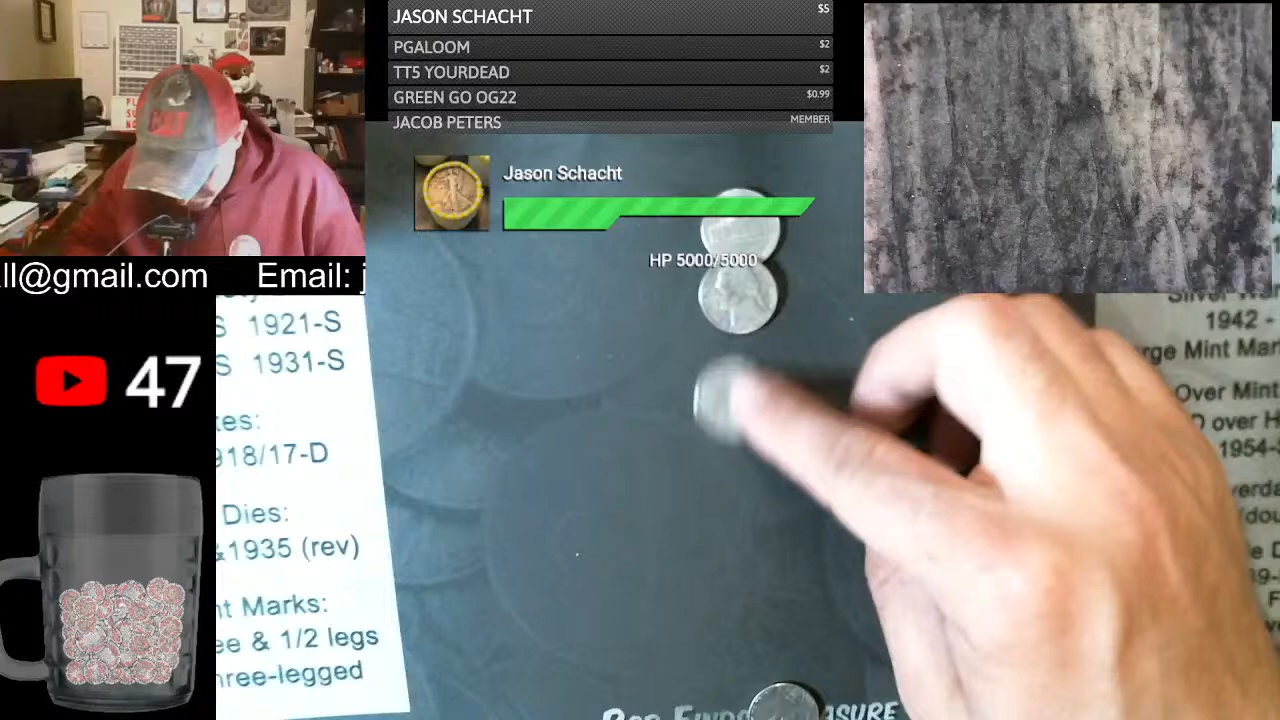 JASON SCHACHT $5
PGALOOM $2
TT5 YOURDEAD $2
GREEN GO OG22 $0.99
JACOB PETERS MEMBER
Jason Schacht
HP 5000/5000
ll@gmail.com Email: j
47
S 1921-S
S 1931-S
tes:
918/17-D
Dies:
&1935 (rev)
nt Marks:
ee & 1/2 legs
hree-legged
1942 -
rge Mint Mar
Over Mint
D over H
1954-